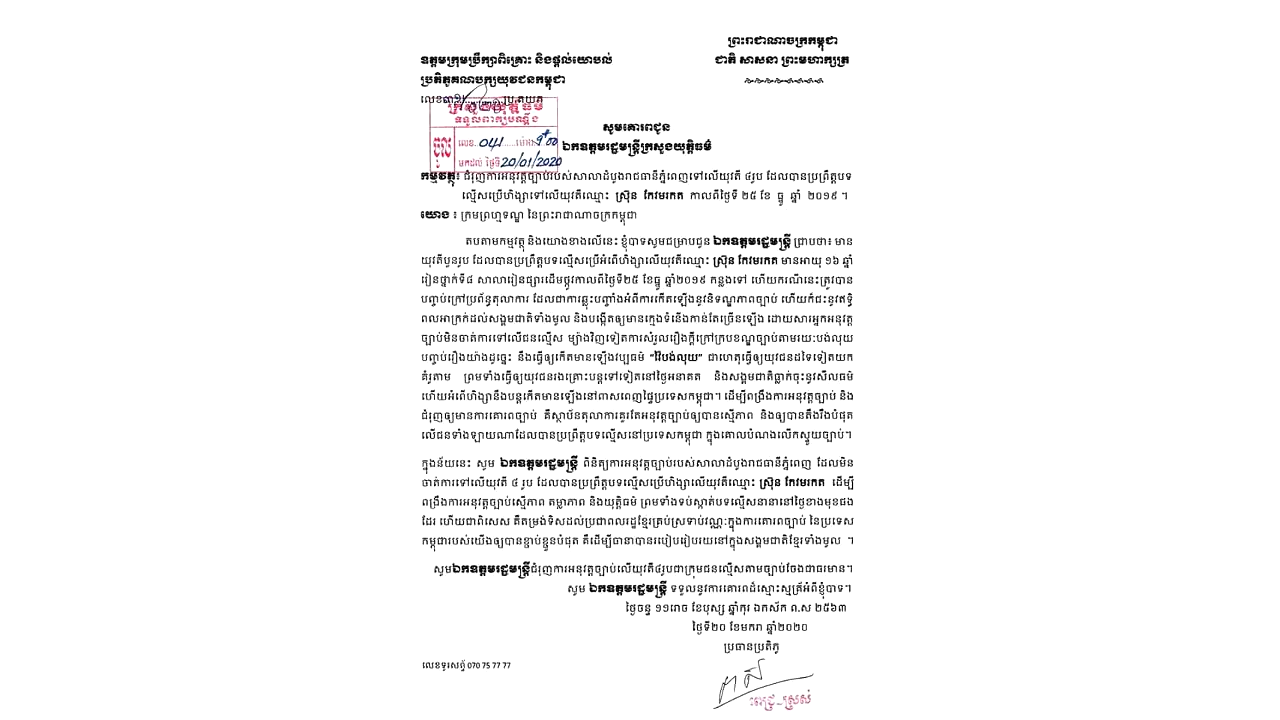 ព្រះរាជាណាចក្រកម្ពុជា
ជាតិ សាសនា ព្រះមហាក្សត្រ
ឧត្តមក្រុមប្រឹក្សាពិគ្រោះ និងផ្តល់យោបល់
ប្រតិភូគណបក្សយុវជនកម្ពុជា
ក្រសួងយុត្តិធម៌
ទទួលពាក្យបណ្តឹង
ចូល
លេខ. 041 .....ម៉ោង 9 00
មកដល់ ថ្ងៃទី 20/01/2020
សូមគោរពជូន
ឯកឧត្តមរដ្ឋមន្ត្រីក្រសួងយុត្តិធម៌
កម្មវត្ថុ៖ ជំរុញការអនុវត្តច្បាប់របស់សាលាដំបូងរាជធានីភ្នំពេញទៅលើយុវតី ៤រូប ដែលបានប្រព្រឹត្តបទ
ល្មើសប្រើហិង្សាទៅលើយុវតីឈ្មោះ ស្រ៊ុន កែវមរកត កាលពីថ្ងៃទី ២៥ ខែ ធ្នូ ឆ្នាំ ២០១៩ ។
យោង ៖ ក្រមព្រហ្មទណ្ឌ នៃព្រះរាជាណាចក្រកម្ពុជា
តបតាមកម្មវត្ថុ និងយោងខាងលើនេះ ខ្ញុំបាទសូមជម្រាបជូន ឯកឧត្តមរដ្ឋមន្ត្រី ជ្រាបថា៖ មាន
យុវតីបួនរូប ដែលបានប្រព្រឹត្តបទល្មើសប្រើអំពើហិង្សាលើយុវតីឈ្មោះ ស្រ៊ុន កែវមរកត មានអាយុ ១៦ ឆ្នាំ
រៀនថ្នាក់ទី៨ សាលារៀនផ្សារដើមថ្កូវកាលពីថ្ងៃទី២៥ ខែធ្នូ ឆ្នាំ២០១៩ កន្លងទៅ ហើយករណីនេះត្រូវបាន
បញ្ចប់ក្រៅប្រព័ន្ធតុលាការ ដែលជាការឆ្លុះបញ្ចាំងអំពីការកើតឡើងនូវនិទណ្ឌភាពច្បាប់ ហើយក៏ជះនូវឥទ្ធិ
ពលអាក្រក់ដល់សង្គមជាតិទាំងមូល និងបង្កើតឲ្យមានក្មេងទំនើងកាន់តែច្រើនឡើង ដោយសារអ្នកអនុវត្ត
ច្បាប់មិនចាត់ការទៅលើជនល្មើស ម្យ៉ាងវិញទៀតការសំរួលរឿងក្តីក្រៅក្របខណ្ឌច្បាប់តាមរយៈបង់លុយ
បញ្ចប់រឿងយ៉ាងដូច្នេះ នឹងធ្វើឲ្យកើតមានឡើងវប្បធម៌ “វ៉ៃបង់លុយ” ជាហេតុធ្វើឲ្យយុវជនដទៃទៀតយក
គំរូតាម ព្រមទាំងធ្វើឲ្យយុវជនរងគ្រោះបន្តទៅទៀតនៅថ្ងៃអនាគត និងសង្គមជាតិធ្លាក់ចុះនូវសីលធម៌
ហើយអំពើហិង្សានឹងបន្តកើតមានឡើងនៅពាសពេញផ្ទៃប្រទេសកម្ពុជា។ ដើម្បីពង្រឹងការអនុវត្តច្បាប់ និង
ជំរុញឲ្យមានការគោរពច្បាប់ គឺស្ថាប័នតុលាការគួរតែអនុវត្តច្បាប់ឲ្យបានស្មើភាព និងឲ្យបានតឹងរឹងបំផុត
លើជនទាំងឡាយណាដែលបានប្រព្រឹត្តបទល្មើសនៅប្រទេសកម្ពុជា ក្នុងគោលបំណងលើកស្ទួយច្បាប់។
ក្នុងន័យនេះ សូម ឯកឧត្តមរដ្ឋមន្ត្រី ពិនិត្យការអនុវត្តច្បាប់របស់សាលាដំបូងរាជធានីភ្នំពេញ ដែលមិន
ចាត់ការទៅលើយុវតី ៤ រូប ដែលបានប្រព្រឹត្តបទល្មើសប្រើហិង្សាលើយុវតីឈ្មោះ ស្រ៊ុន កែវមរកត ដើម្បី
ពង្រឹងការអនុវត្តច្បាប់ស្មើភាព តម្លាភាព និងយុត្តិធម៌ ព្រមទាំងទប់ស្កាត់បទល្មើសនានានៅថ្ងៃខាងមុខផង
ដែរ ហើយជាពិសេស គឺតម្រង់ទិសដល់ប្រជាពលរដ្ឋខ្មែរគ្រប់ស្រទាប់វណ្ណៈក្នុងការគោរពច្បាប់ នៃប្រទេស
កម្ពុជារបស់យើងឲ្យបានខ្ជាប់ខ្ជួនបំផុត គឺដើម្បីធានាបានរបៀបរៀបរយនៅក្នុងសង្គមជាតិខ្មែរទាំងមូល ។
សូមឯកឧត្តមរដ្ឋមន្ត្រីជំរុញការអនុវត្តច្បាប់លើយុវតី៤រូបជាក្រុមជនល្មើសតាមច្បាប់ចែងជាធរមាន។
សូម ឯកឧត្តមរដ្ឋមន្ត្រី ទទួលនូវការគោរពដ៏ស្មោះស្មគ្រ័អំពីខ្ញុំបាទ។
ថ្ងៃចន្ទ ១១រោច ខែបុស្ស ឆ្នាំកុរ ឯកស័ក ព.ស ២៥៦៣
ថ្ងៃទី២០ ខែមករា ឆ្នាំ២០២០
ប្រធានប្រតិភូ
លេខទូរសព្ទ័ 070 75 77 77
ពេជ្រ ស្រស់